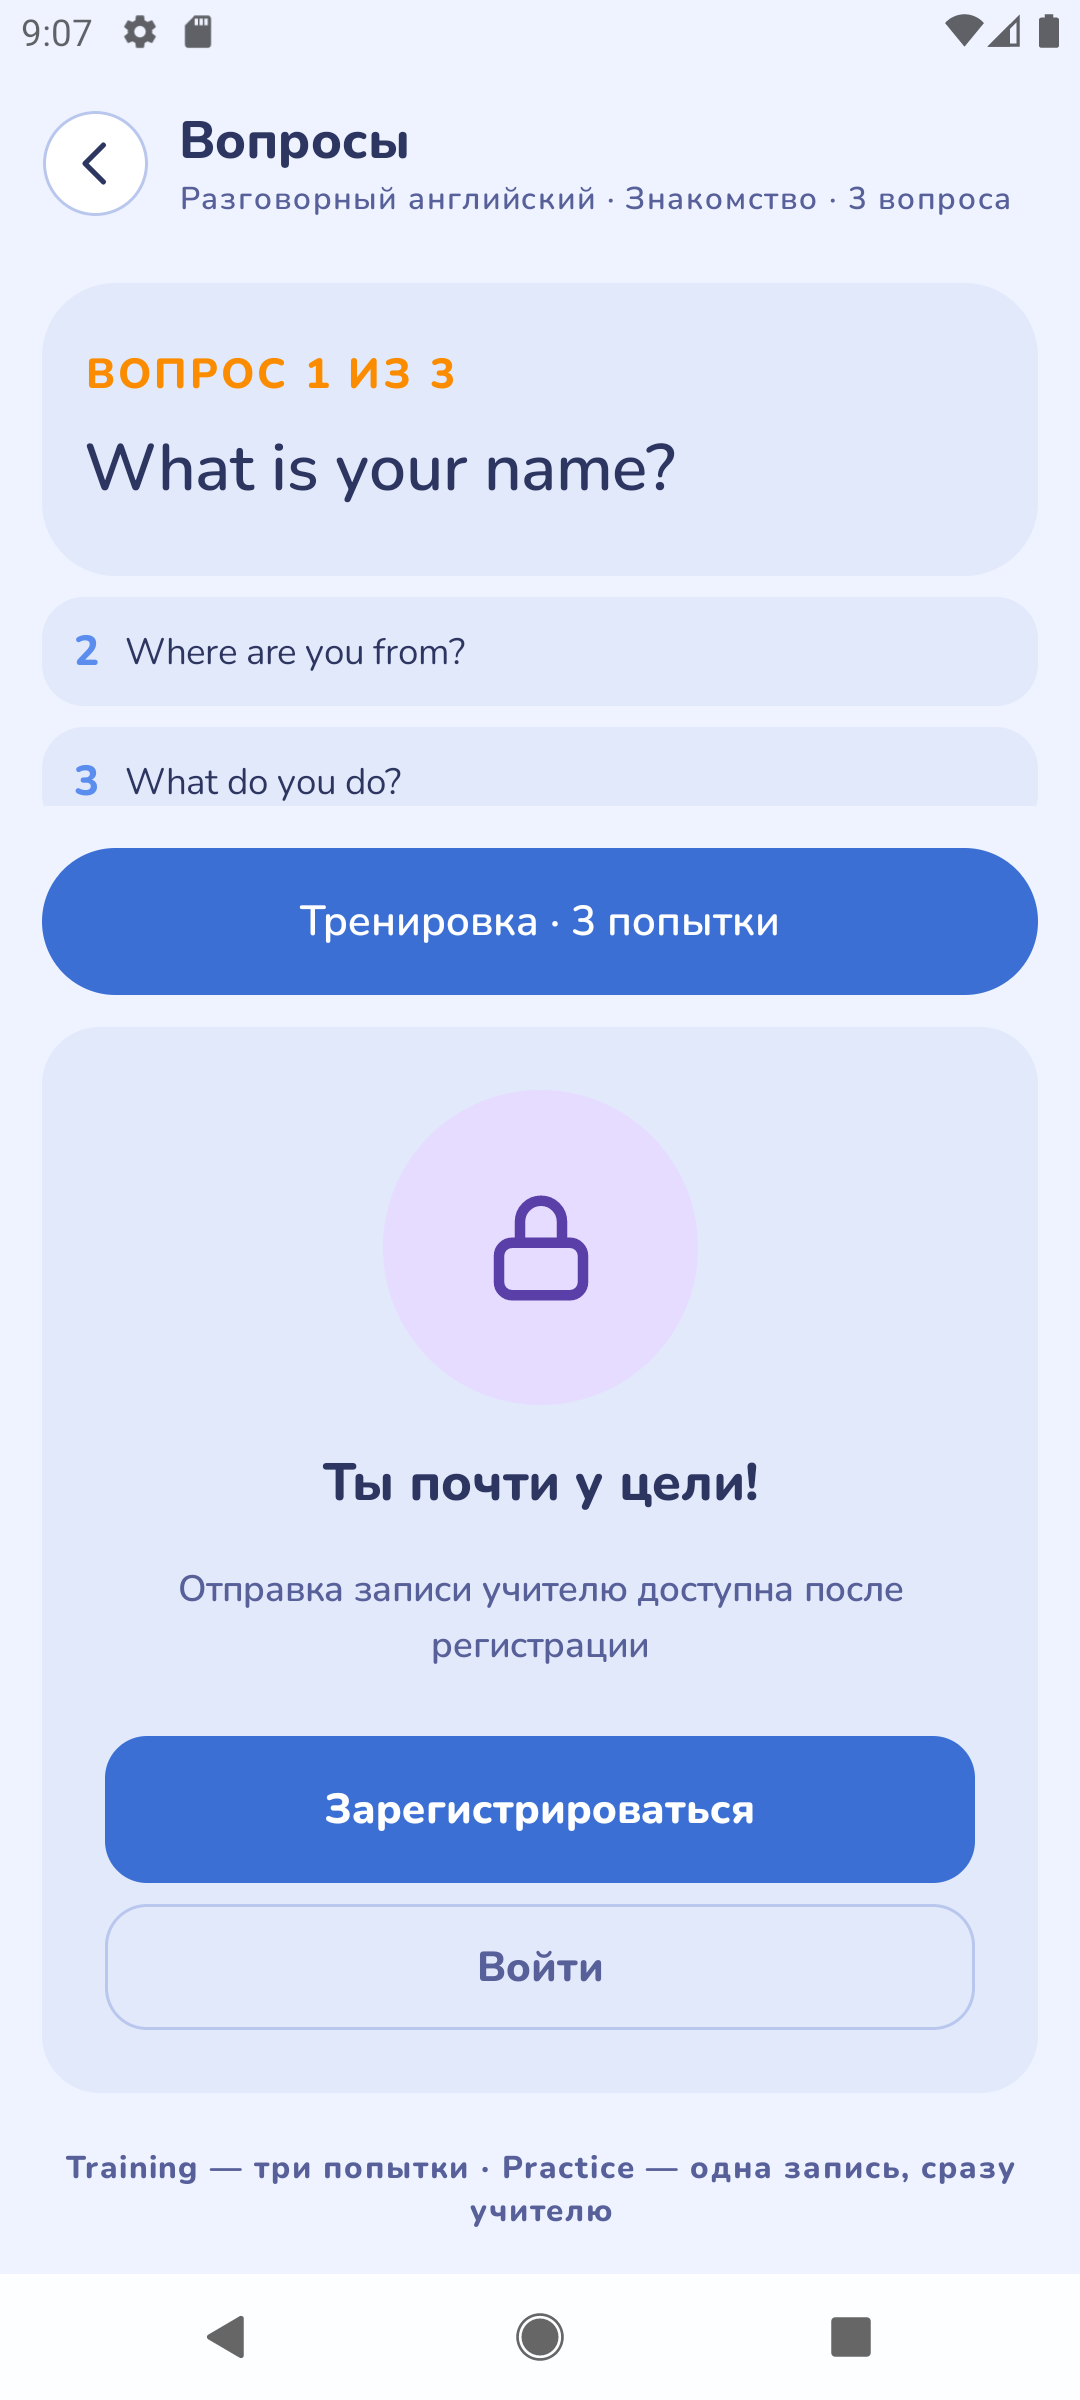 9:07
Вопросы
Разговорный английский · Знакомство · 3 вопроса
ВОПРОС 1 ИЗ 3
What is your name?
2 Where are you from?
3 What do you do?
Тренировка · 3 попытки
Ты почти у цели!
Отправка записи учителю доступна после
регистрации
Зарегистрироваться
Войти
Training — три попытки · Practice — одна запись, сразу
учителю